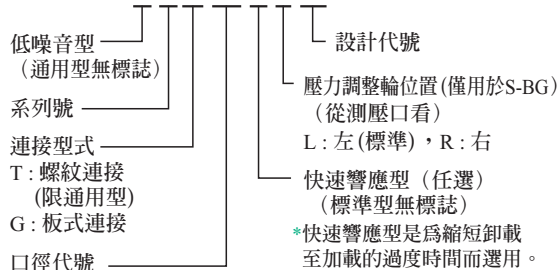 低噪音型
（通用型無標誌）
系列號
連接型式
T : 螺紋連接
(限通用型)
G : 板式連接
口徑代號
設計代號
壓力調整輪位置(僅用於S-BG)
（從測壓口看）
L : 左(標準)，R : 右
快速響應型（任選）
（標準型無標誌）
*快速響應型是爲縮短卸載
至加載的過度時間而選用。